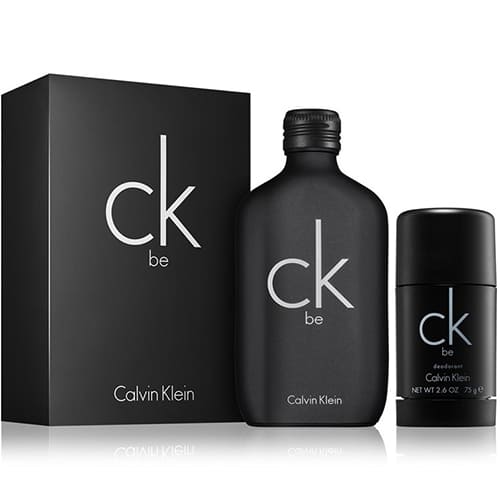 ck
be
Calvin Klein
ck
be
Calvin Klein
ck
be
deodorant
Calvin Klein
NET WT 2.6 OZ 75 g ℮